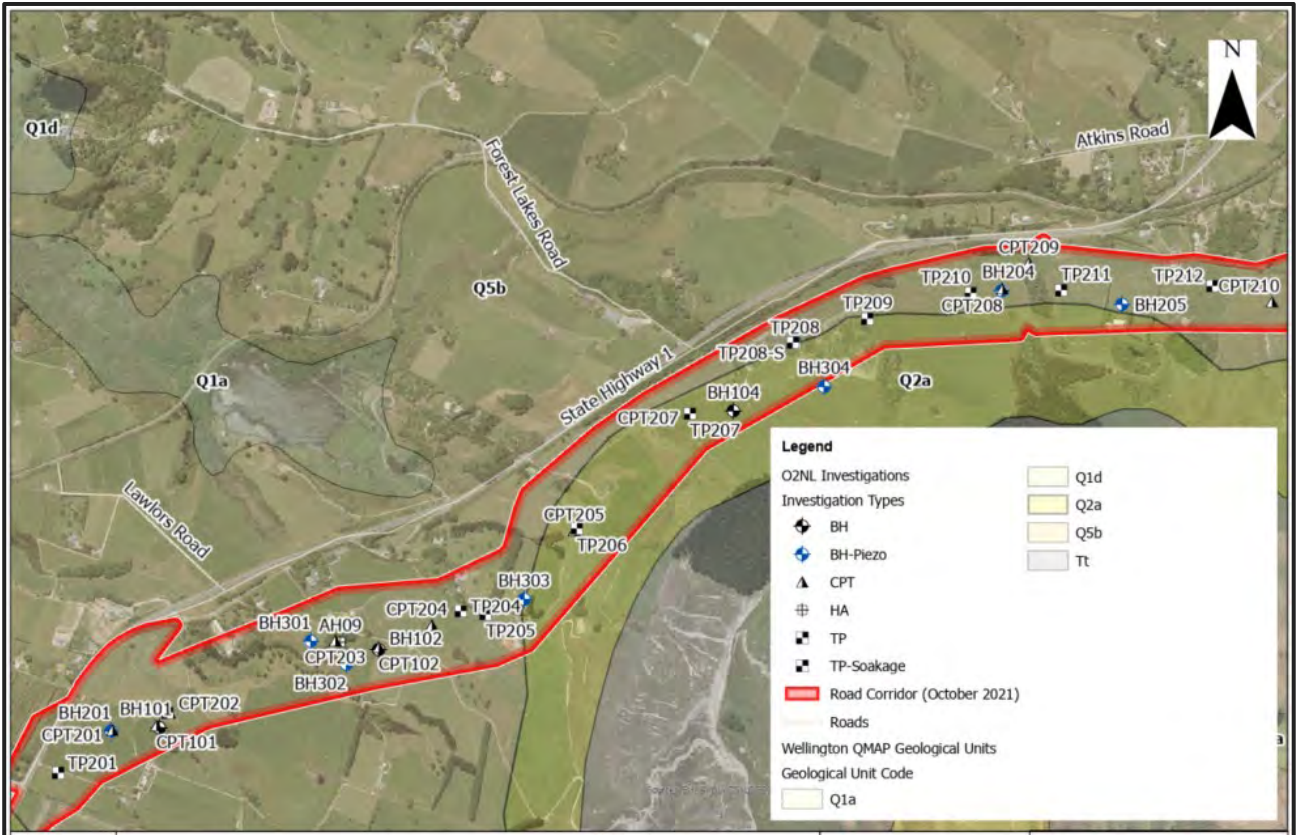 N
Q1d
Atkins Road
Forest Lakes Road
CPT209
Q5b
TP210
BH204
TP211
TP212
CPT210
CPT208
BH205
TP209
TP208
TP208-S
State Highway 1
BH304
Q1a
Q2a
BH104
CPT207
TP207
Lawlors Road
CPT205
TP206
BH303
CPT204
TP204
TP205
BH301
AH09
BH102
CPT203
CPT102
BH302
BH201
BH101
CPT202
CPT201
CPT101
TP201
Legend
O2NL Investigations
Investigation Types
BH
BH-Piezo
CPT
HA
TP
TP-Soakage
Road Corridor (October 2021)
Roads
Wellington QMAP Geological Units
Geological Unit Code
Q1a
Q1d
Q2a
Q5b
Tt
a